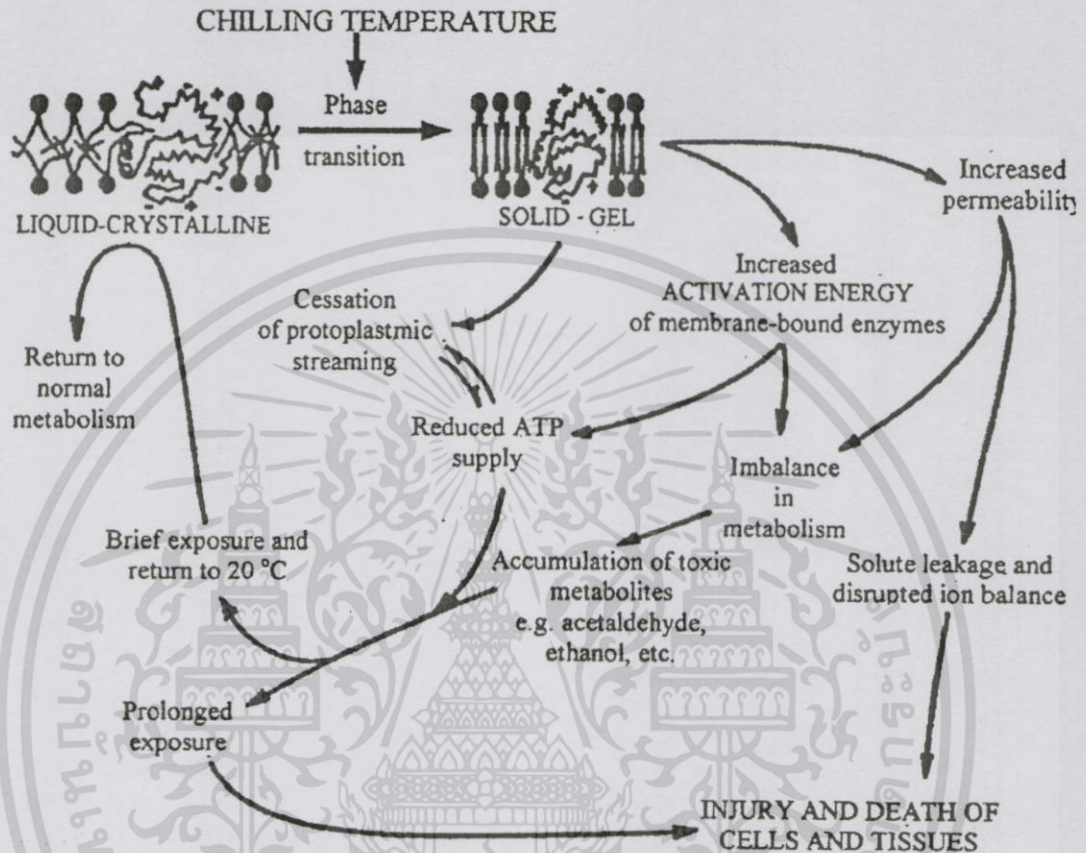 CHILLING TEMPERATURE
Phase
transition
LIQUID-CRYSTALLINE
SOLID - GEL
Increased
permeability
Increased
ACTIVATION ENERGY
of membrane-bound enzymes
Cessation
of protoplastmic
streaming
Return to
normal
metabolism
Reduced ATP
supply
Imbalance
in
metabolism
Brief exposure and
return to 20 °C
Accumulation of toxic
metabolites
e.g. acetaldehyde,
ethanol, etc.
Solute leakage and
disrupted ion balance
Prolonged
exposure
INJURY AND DEATH OF
CELLS AND TISSUES